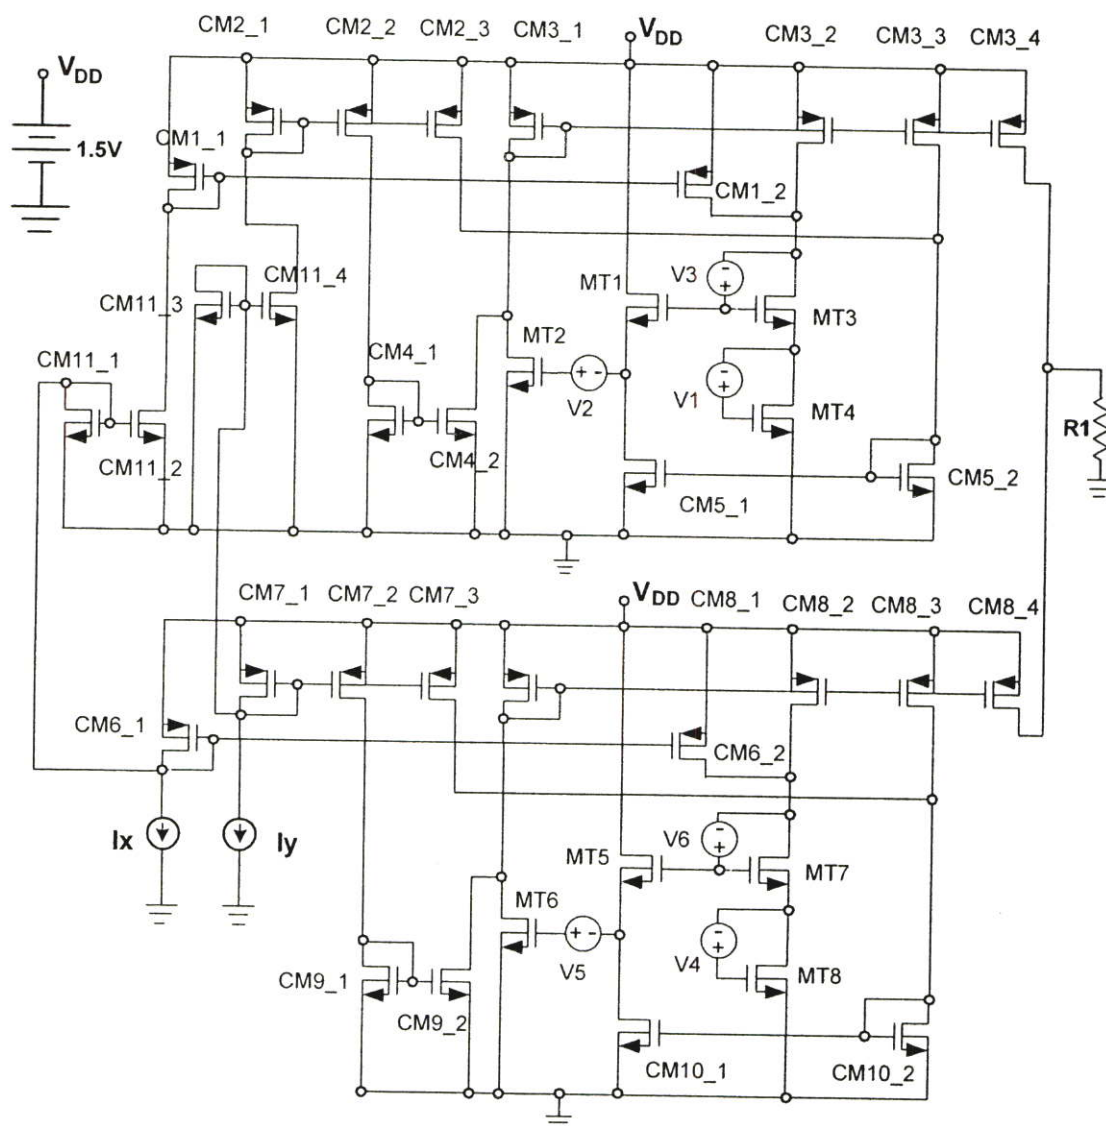 CM2_1 CM2_2 CM2_3 CM3_1 VDD CM3_2 CM3_3 CM3_4
VDD
1.5V
CM1_1
CM1_2
CM11_3
CM11_4
MT1
V3
MT3
CM11_1
CM4_1
MT2
V2
V1
MT4
R1
CM11_2
CM4_2
CM5_1
CM5_2
CM7_1 CM7_2 CM7_3 VDD CM8_1 CM8_2 CM8_3 CM8_4
CM6_1
CM6_2
Ix
Iy
MT5
V6
MT7
MT6
V5
V4
MT8
CM9_1
CM9_2
CM10_1
CM10_2